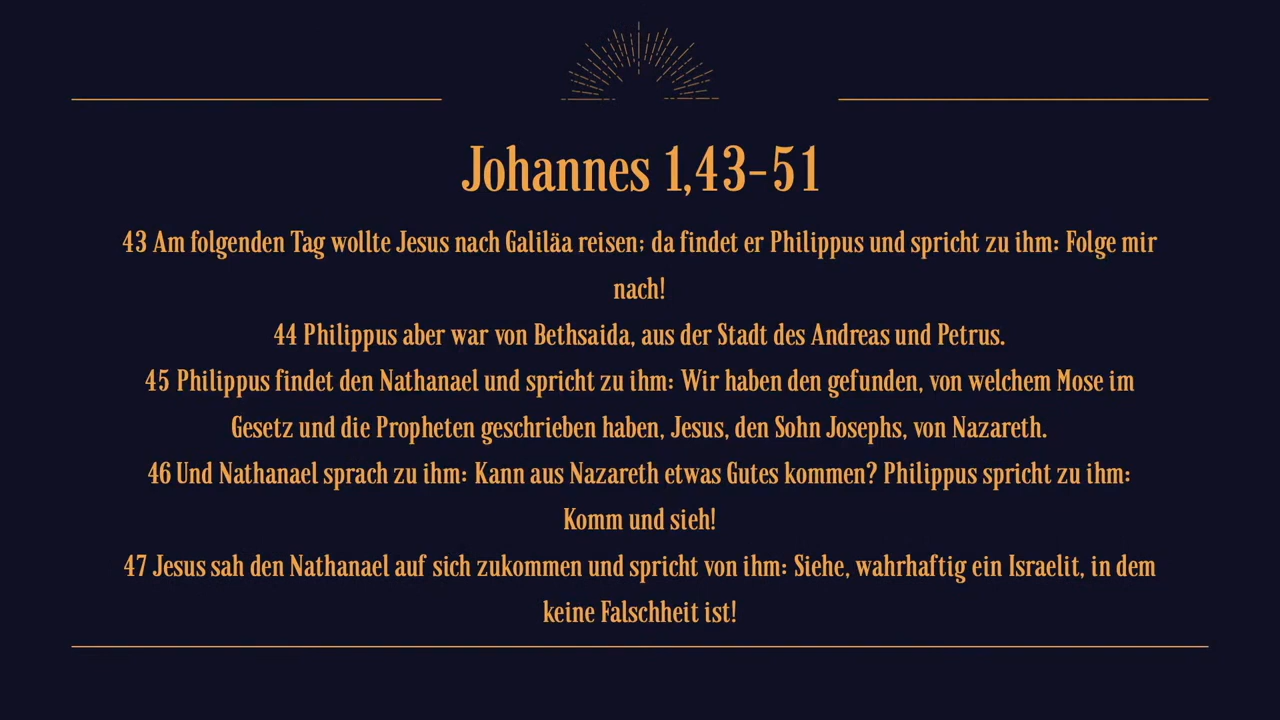 Johannes 1,43-51
43 Am folgenden Tag wollte Jesus nach Galiläa reisen; da findet er Philippus und spricht zu ihm: Folge mir
nach!
44 Philippus aber war von Bethsaida, aus der Stadt des Andreas und Petrus.
45 Philippus findet den Nathanael und spricht zu ihm: Wir haben den gefunden, von welchem Mose im
Gesetz und die Propheten geschrieben haben, Jesus, den Sohn Josephs, von Nazareth.
46 Und Nathanael sprach zu ihm: Kann aus Nazareth etwas Gutes kommen? Philippus spricht zu ihm:
Komm und sieh!
47 Jesus sah den Nathanael auf sich zukommen und spricht von ihm: Siehe, wahrhaftig ein Israelit, in dem
keine Falschheit ist!